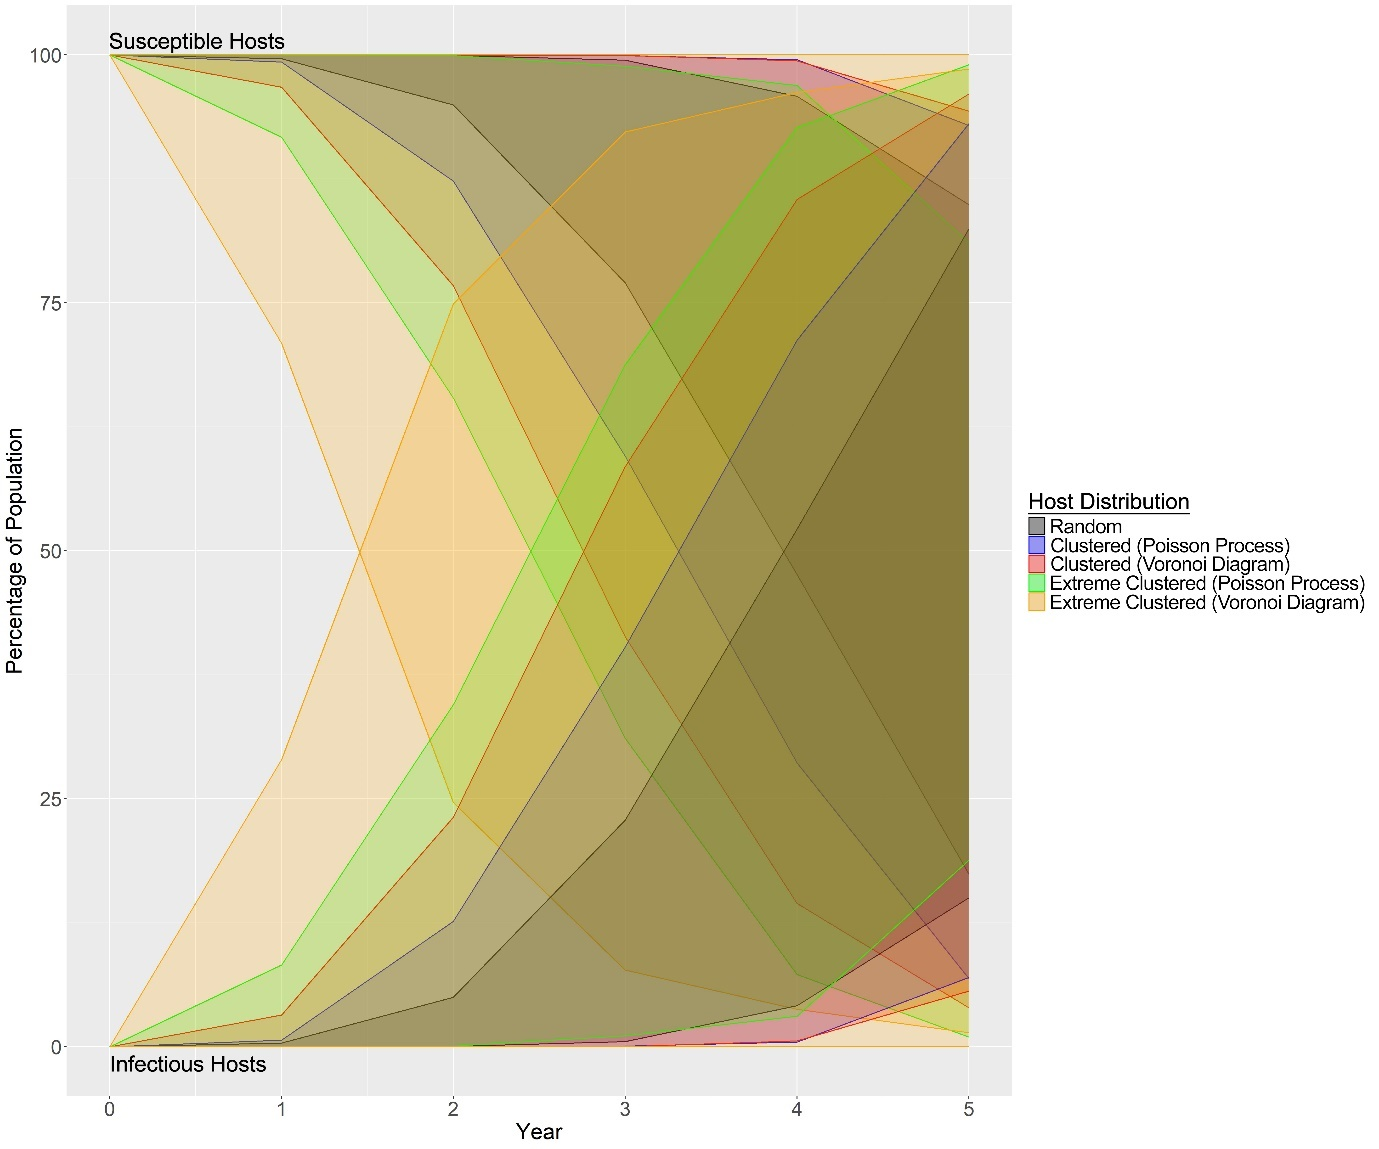 Susceptible Hosts
100
75
50
25
0
Percentage of Population
Infectious Hosts
0 1 2 3 4 5
Year
Host Distribution
Random
Clustered (Poisson Process)
Clustered (Voronoi Diagram)
Extreme Clustered (Poisson Process)
Extreme Clustered (Voronoi Diagram)